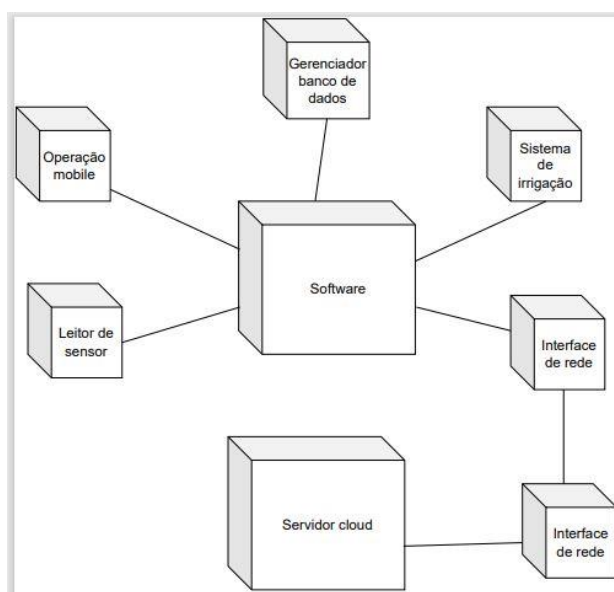 Gerenciador
banco de
dados
Operação
mobile
Sistema
de
irrigação
Software
Leitor de
sensor
Interface
de rede
Servidor cloud
Interface
de rede